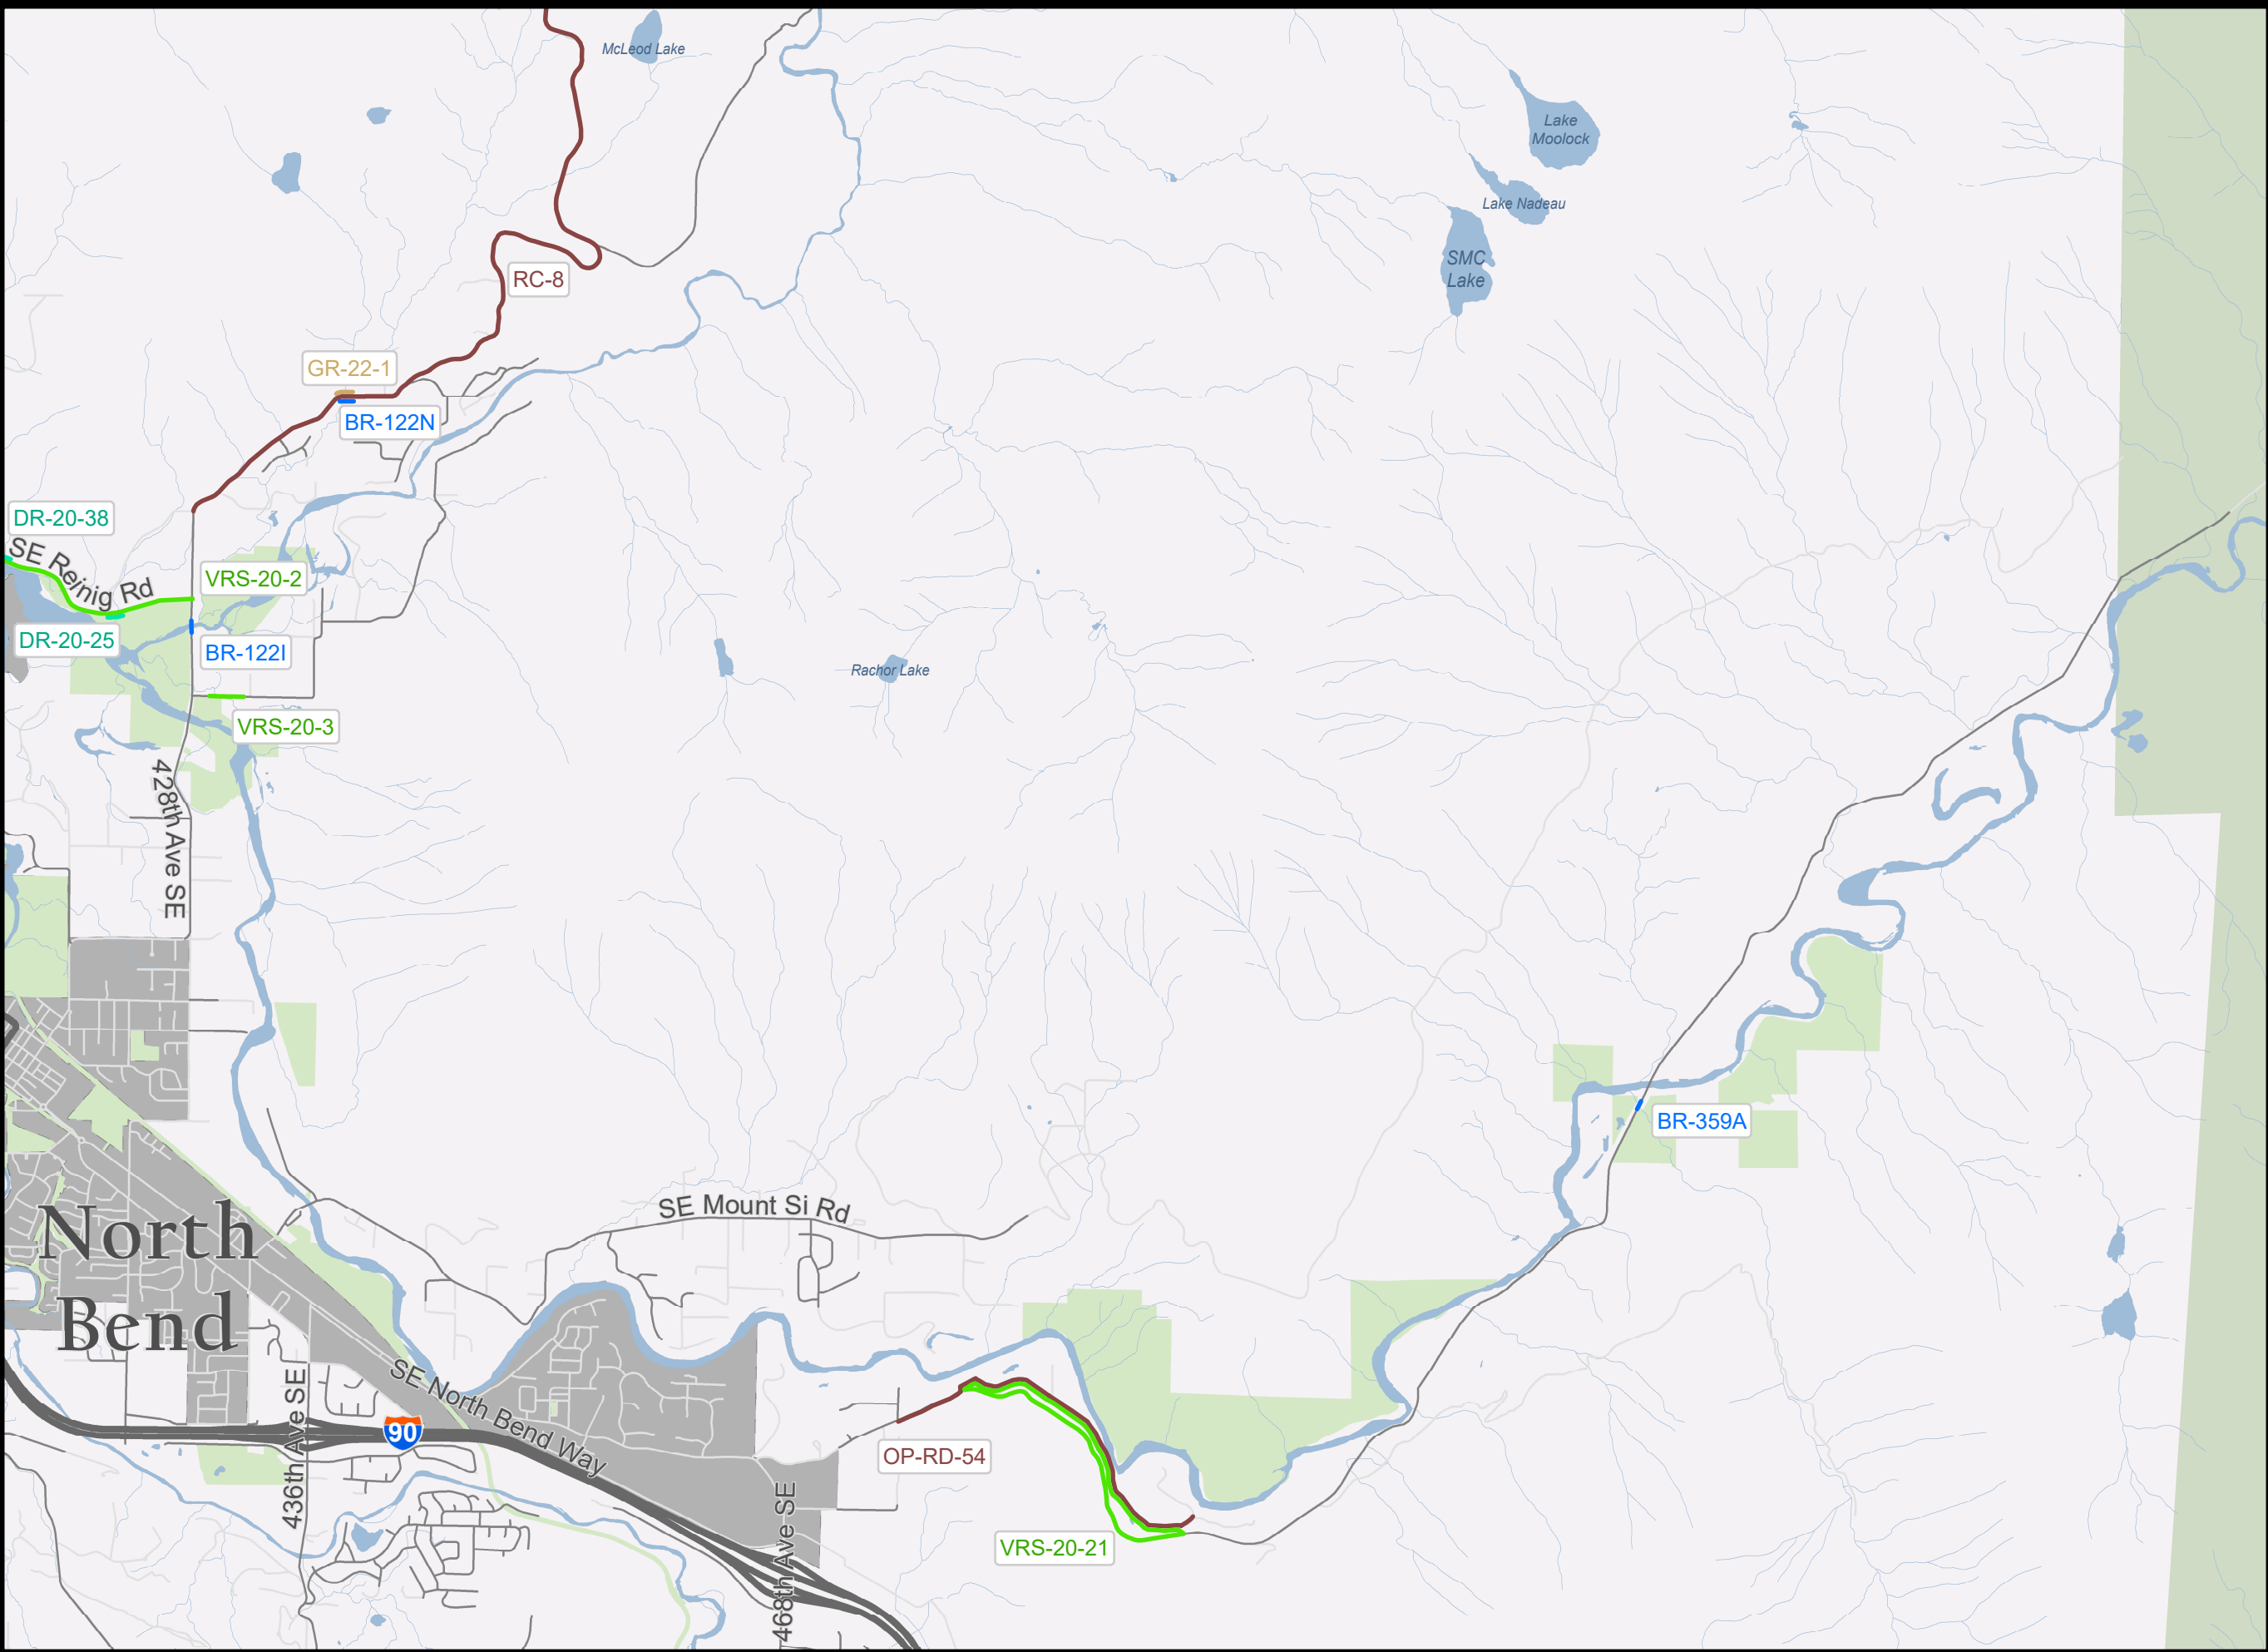 McLeod Lake
Lake
Moolock
Lake Nadeau
SMC
Lake
RC-8
GR-22-1
BR-122N
DR-20-38
SE Reinig Rd
VRS-20-2
DR-20-25
BR-122I
Rachor Lake
VRS-20-3
428th Ave SE
BR-359A
SE Mount Si Rd
North
Bend
SE North Bend Way
436th Ave SE
90
OP-RD-54
468th Ave SE
VRS-20-21